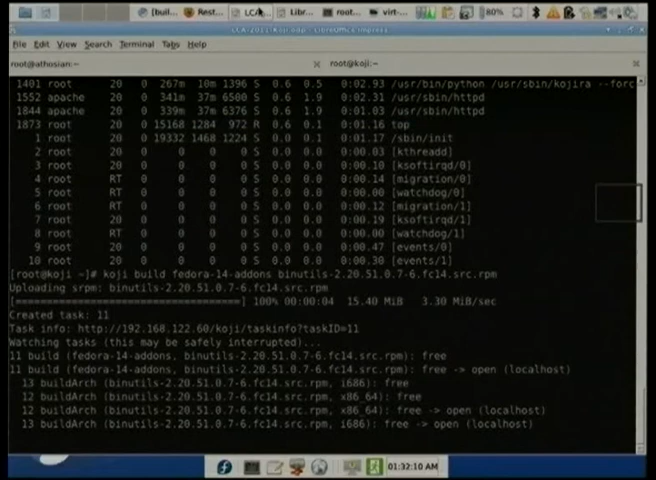 [buil... Rest... LCA... Libr... root... virt-... 80%
LCA-2011-Koji.odp - LibreOffice Impress
File Edit View Search Terminal Tabs Help
root@athosian:~ root@koji:~
1401 root 20 0 267m 10m 1396 S 0.6 0.5 0:02.93 /usr/bin/python /usr/sbin/kojira --forc
1552 apache 20 0 341m 37m 6500 S 0.6 1.9 0:02.31 /usr/sbin/httpd
1844 apache 20 0 339m 37m 6376 S 0.6 1.9 0:01.03 /usr/sbin/httpd
1873 root 20 0 15168 1284 972 R 0.6 0.1 0:01.16 top
1 root 20 0 19332 1468 1224 S 0.0 0.1 0:01.17 /sbin/init
2 root 20 0 0 0 0 S 0.0 0.0 0:00.03 [kthreadd]
3 root 20 0 0 0 0 S 0.0 0.0 0:00.10 [ksoftirqd/0]
4 root RT 0 0 0 0 S 0.0 0.0 0:00.14 [migration/0]
5 root RT 0 0 0 0 S 0.0 0.0 0:00.00 [watchdog/0]
6 root RT 0 0 0 0 S 0.0 0.0 0:00.12 [migration/1]
7 root 20 0 0 0 0 S 0.0 0.0 0:00.19 [ksoftirqd/1]
8 root RT 0 0 0 0 S 0.0 0.0 0:00.00 [watchdog/1]
9 root 20 0 0 0 0 S 0.0 0.0 0:00.47 [events/0]
10 root 20 0 0 0 0 S 0.0 0.0 0:00.30 [events/1]
[root@koji ~]# koji build fedora-14-addons binutils-2.20.51.0.7-6.fc14.src.rpm
Uploading srpm: binutils-2.20.51.0.7-6.fc14.src.rpm
[====================================] 100% 00:00:04 15.40 MiB 3.30 MiB/sec
Created task: 11
Task info: http://192.168.122.60/koji/taskinfo?taskID=11
Watching tasks (this may be safely interrupted)...
11 build (fedora-14-addons, binutils-2.20.51.0.7-6.fc14.src.rpm): free
11 build (fedora-14-addons, binutils-2.20.51.0.7-6.fc14.src.rpm): free -> open (localhost)
13 buildArch (binutils-2.20.51.0.7-6.fc14.src.rpm, i686): free
12 buildArch (binutils-2.20.51.0.7-6.fc14.src.rpm, x86_64): free
12 buildArch (binutils-2.20.51.0.7-6.fc14.src.rpm, x86_64): free -> open (localhost)
13 buildArch (binutils-2.20.51.0.7-6.fc14.src.rpm, i686): free -> open (localhost)
01:32:10 AM